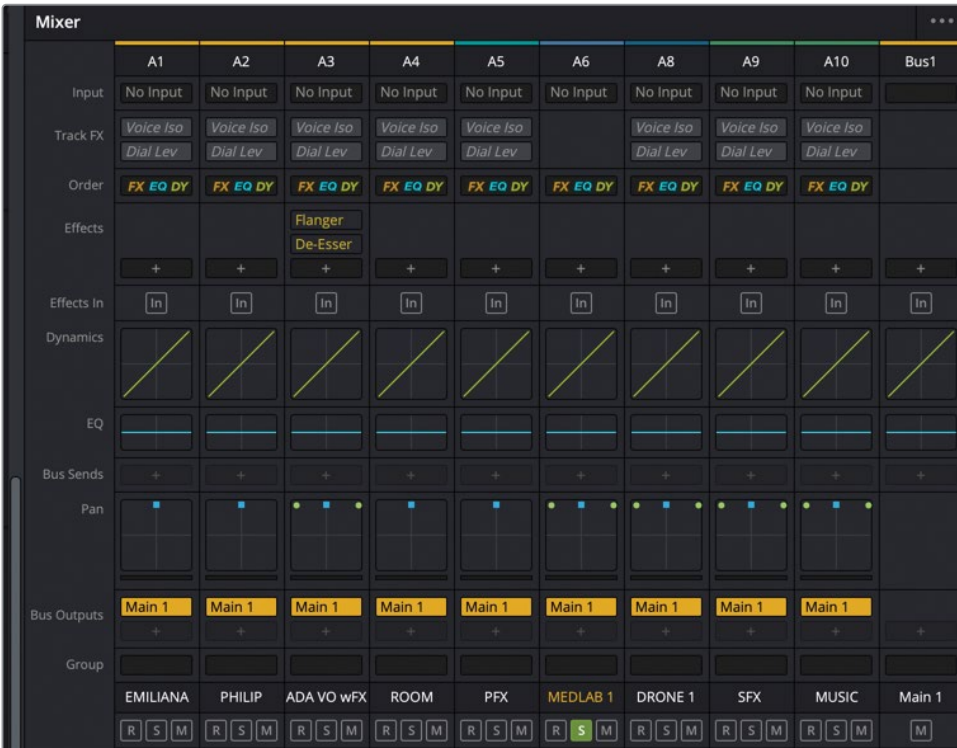 Mixer
A1 A2 A3 A4 A5 A6 A8 A9 A10 Bus1
Input No Input No Input No Input No Input No Input No Input No Input No Input No Input
Track FX Voice Iso Voice Iso Voice Iso Voice Iso Voice Iso Voice Iso Voice Iso Voice Iso
Dial Lev Dial Lev Dial Lev Dial Lev Dial Lev Dial Lev Dial Lev Dial Lev
Order FX EQ DY FX EQ DY FX EQ DY FX EQ DY FX EQ DY FX EQ DY FX EQ DY FX EQ DY FX EQ DY
Effects Flanger
De-Esser
+ + + + + + + + + +
Effects In In In In In In In In In In In
Dynamics
EQ
Bus Sends + + + + + + + + + +
Pan
Bus Outputs Main 1 Main 1 Main 1 Main 1 Main 1 Main 1 Main 1 Main 1 Main 1
+ + + + + + + + + +
Group
EMILIANA PHILIP ADA VO wFX ROOM PFX MEDLAB 1 DRONE 1 SFX MUSIC Main 1
R S M R S M R S M R S M R S M R S M R S M R S M R S M M